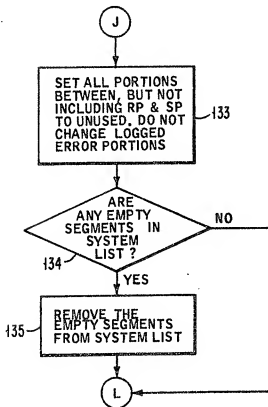 J
SET ALL PORTIONS
BETWEEN, BUT NOT
INCLUDING RP & SP
TO UNUSED. DO NOT
CHANGE LOGGED
ERROR PORTIONS
133
ARE
ANY EMPTY
SEGMENTS IN
SYSTEM
LIST ?
NO
134
YES
REMOVE THE
EMPTY SEGMENTS
FROM SYSTEM LIST
135
L